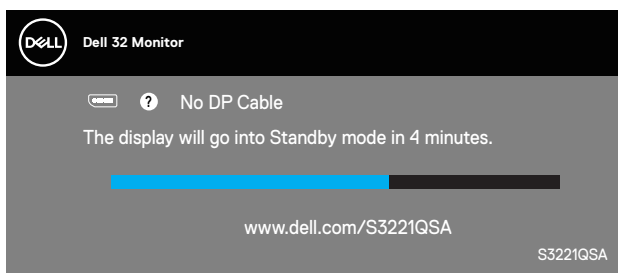 DELL
Dell 32 Monitor
? No DP Cable
The display will go into Standby mode in 4 minutes.
www.dell.com/S3221QSA
S3221QSA